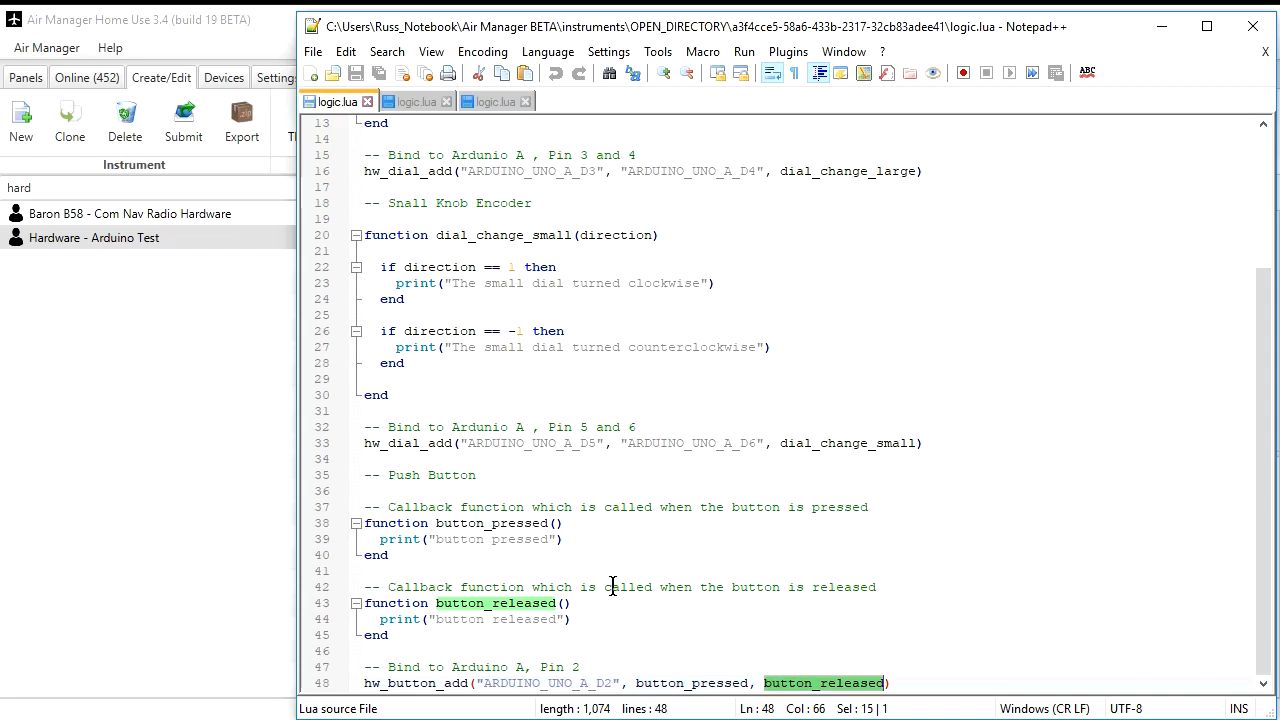 Air Manager Home Use 3.4 (build 19 BETA)
Air Manager Help
Panels Online (452) Create/Edit Devices Settings
New Clone Delete Submit Export
Instrument
hard
Baron B58 - Com Nav Radio Hardware
Hardware - Arduino Test
C:\Users\Russ_Notebook\Air Manager BETA\instruments\OPEN_DIRECTORY\a3f4cce5-58a6-433b-2317-32cb83adee41\logic.lua - Notepad++
File Edit Search View Encoding Language Settings Tools Macro Run Plugins Window ? X
ABC
logic.lua logic.lua logic.lua
13 end
14
15 -- Bind to Ardunio A , Pin 3 and 4
16 hw_dial_add("ARDUINO_UNO_A_D3", "ARDUINO_UNO_A_D4", dial_change_large)
17
18 -- Snall Knob Encoder
19
20 function dial_change_small(direction)
21
22 if direction == 1 then
23 print("The small dial turned clockwise")
24 end
25
26 if direction == -1 then
27 print("The small dial turned counterclockwise")
28 end
29
30 end
31
32 -- Bind to Ardunio A , Pin 5 and 6
33 hw_dial_add("ARDUINO_UNO_A_D5", "ARDUINO_UNO_A_D6", dial_change_small)
34
35 -- Push Button
36
37 -- Callback function which is called when the button is pressed
38 function button_pressed()
39 print("button pressed")
40 end
41
42 -- Callback function which is called when the button is released
43 function button_released()
44 print("button released")
45 end
46
47 -- Bind to Arduino A, Pin 2
48 hw_button_add("ARDUINO_UNO_A_D2", button_pressed, button_released)
Lua source File length : 1,074 lines : 48 Ln : 48 Col : 66 Sel : 15 | 1 Windows (CR LF) UTF-8 INS